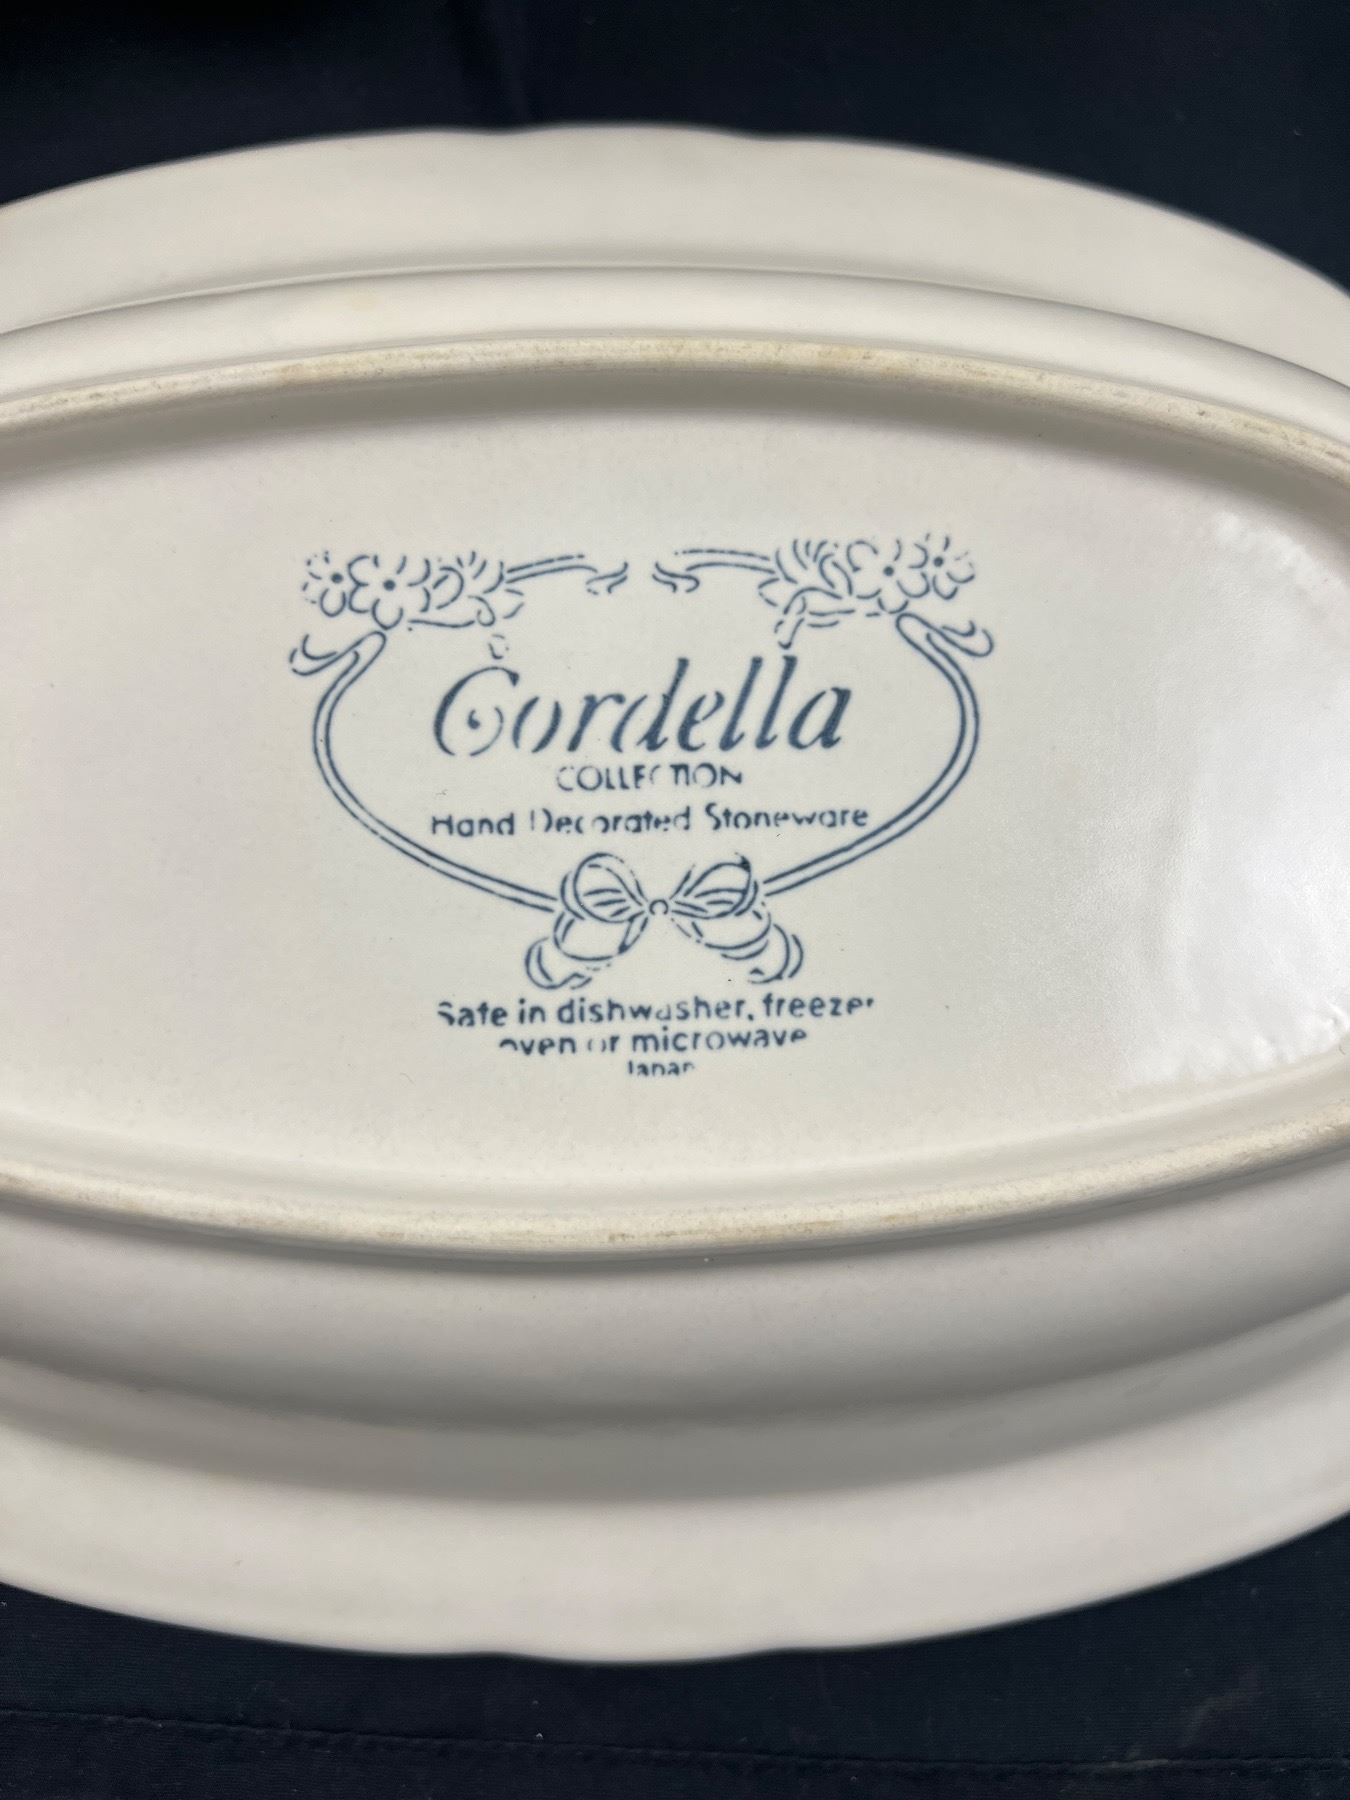 Cordella
COLLECTION
Hand Decorated Stoneware
Safe in dishwasher, freezer
oven or microwave
Japan